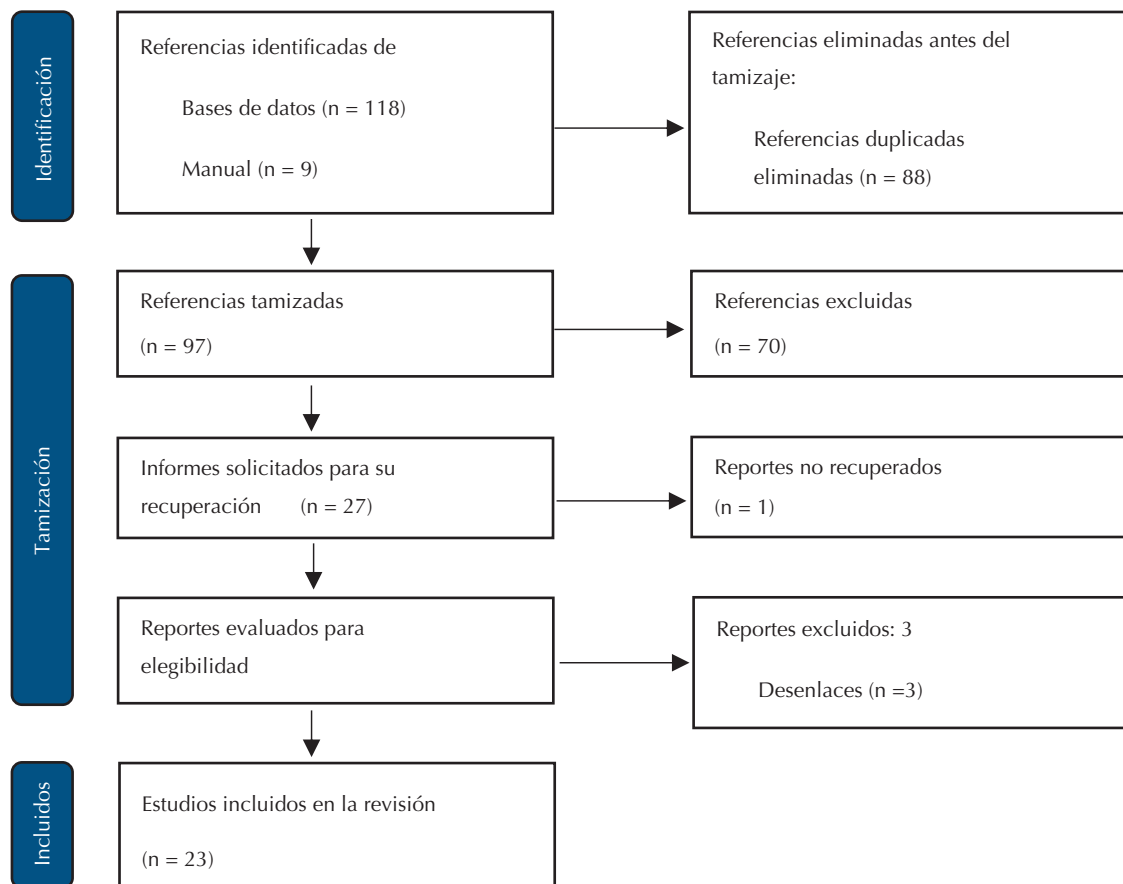 Identificación
Referencias identificadas de
Bases de datos (n = 118)
Manual (n = 9)
Referencias eliminadas antes del
tamizaje:
Referencias duplicadas
eliminadas (n = 88)
Tamización
Referencias tamizadas
(n = 97)
Referencias excluidas
(n = 70)
Informes solicitados para su
recuperación (n = 27)
Reportes no recuperados
(n = 1)
Reportes evaluados para
elegibilidad
Reportes excluidos: 3
Desenlaces (n =3)
Incluidos
Estudios incluidos en la revisión
(n = 23)